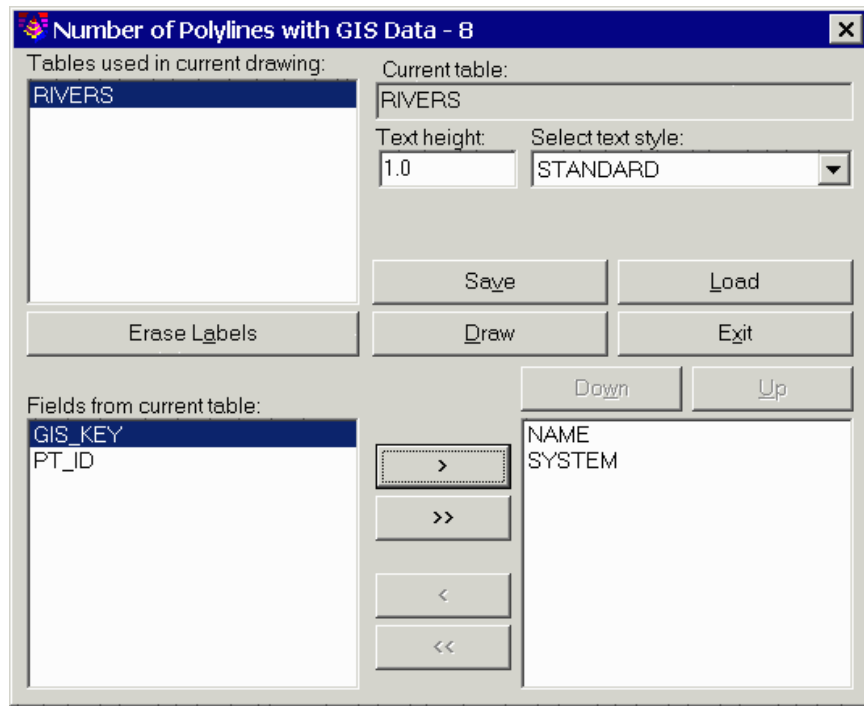 Number of Polylines with GIS Data - 8
Tables used in current drawing:
RIVERS
Current table:
RIVERS
Text height:
Select text style:
1.0
STANDARD
Save
Load
Erase Labels
Draw
Exit
Down
Up
Fields from current table:
GIS_KEY
PT_ID
>
>>
<
<<
NAME
SYSTEM